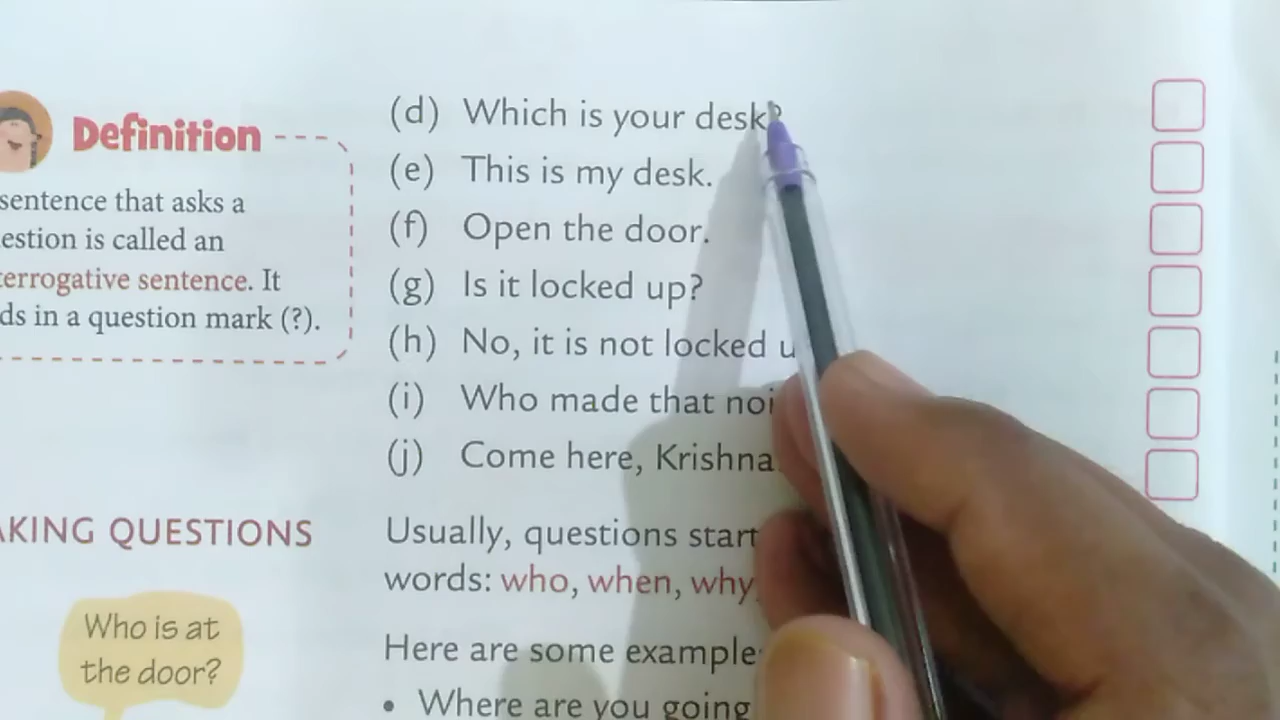 Definition
sentence that asks a
estion is called an
terrogative sentence. It
ds in a question mark (?).
(d) Which is your desk?
(e) This is my desk.
(f) Open the door.
(g) Is it locked up?
(h) No, it is not locked
(i) Who made that
(j) Come here, Krishna
AKING QUESTIONS
Who is at
the door?
Usually, questions start
words: who, when, why
Here are some example
• Where are you going